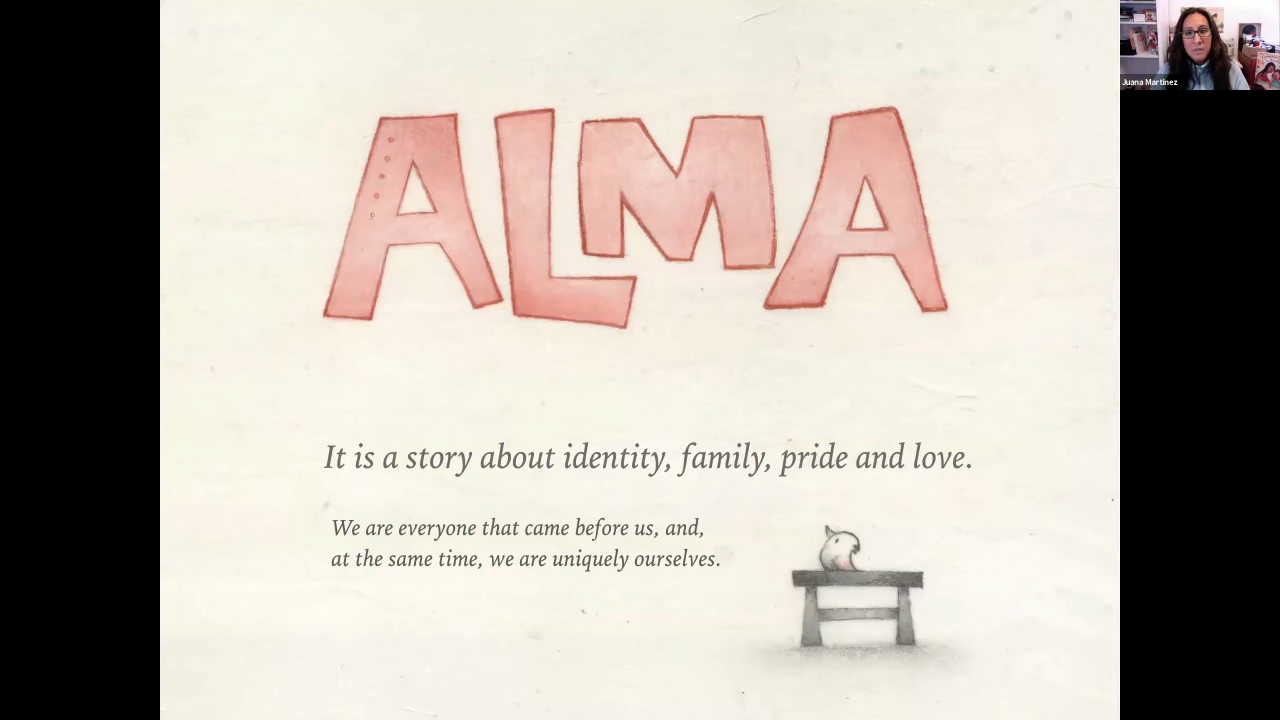 ALMA
It is a story about identity, family, pride and love.
We are everyone that came before us, and,
at the same time, we are uniquely ourselves.
Juana Martinez